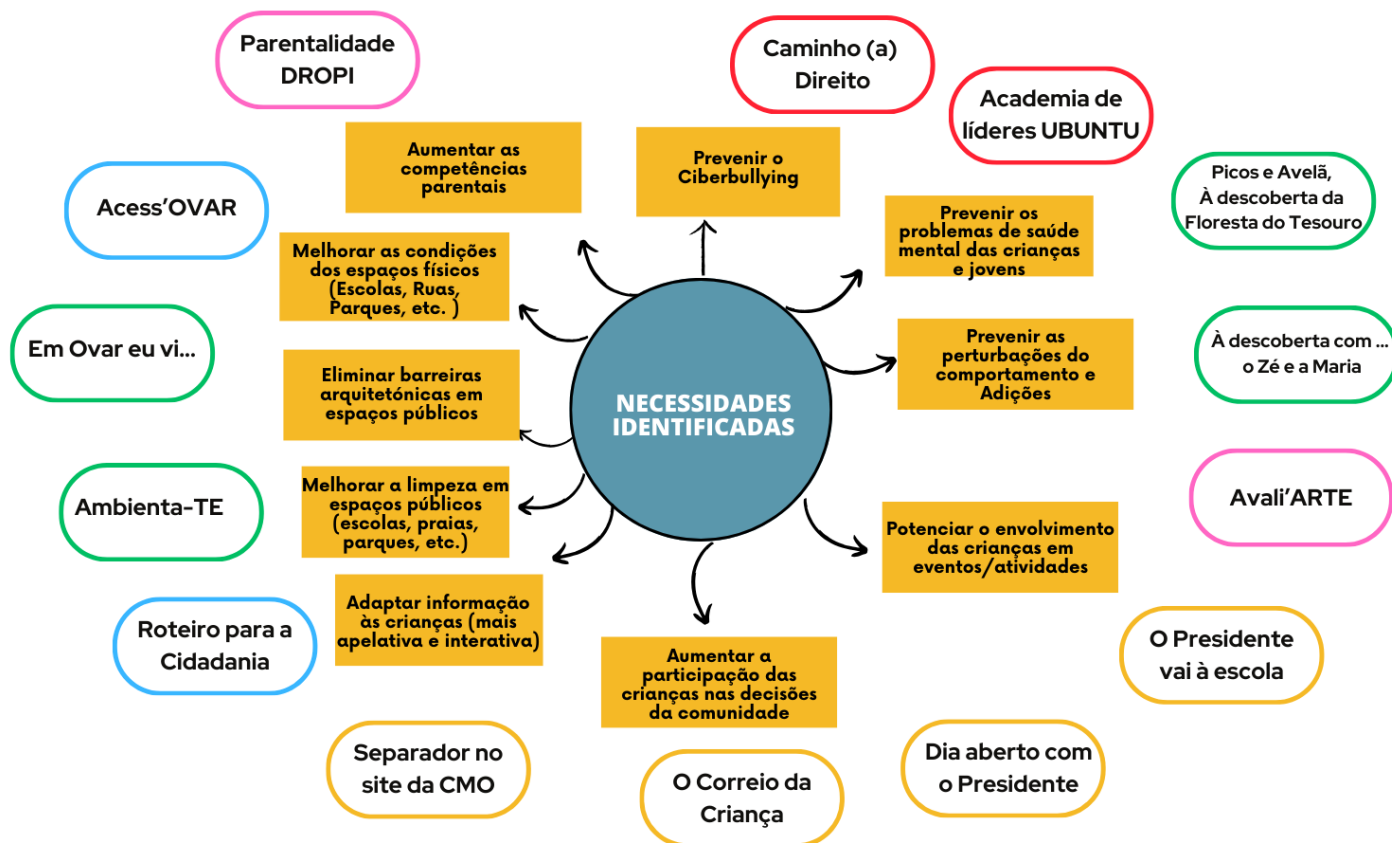 Parentalidade
DROPI
Caminho (a)
Direito
Academia de
líderes UBUNTU
Picos e Avelã,
À descoberta da
Floresta do Tesouro
À descoberta com ...
o Zé e a Maria
Avali’ARTE
O Presidente
vai à escola
Dia aberto com
o Presidente
O Correio da
Criança
Separador no
site da CMO
Roteiro para a
Cidadania
Ambienta-TE
Em Ovar eu vi...
Acess’OVAR
Aumentar as
competências
parentais
Prevenir o
Ciberbullying
Prevenir os
problemas de saúde
mental das crianças
e jovens
Prevenir as
perturbações do
comportamento e
Adições
Potenciar o envolvimento
das crianças em
eventos/atividades
Aumentar a
participação das
crianças nas decisões
da comunidade
Adaptar informação
às crianças (mais
apelativa e interativa)
Melhorar a limpeza em
espaços públicos
(escolas, praias,
parques, etc.)
Eliminar barreiras
arquitetónicas em
espaços públicos
Melhorar as condições
dos espaços físicos
(Escolas, Ruas,
Parques, etc. )
NECESSIDADES
IDENTIFICADAS